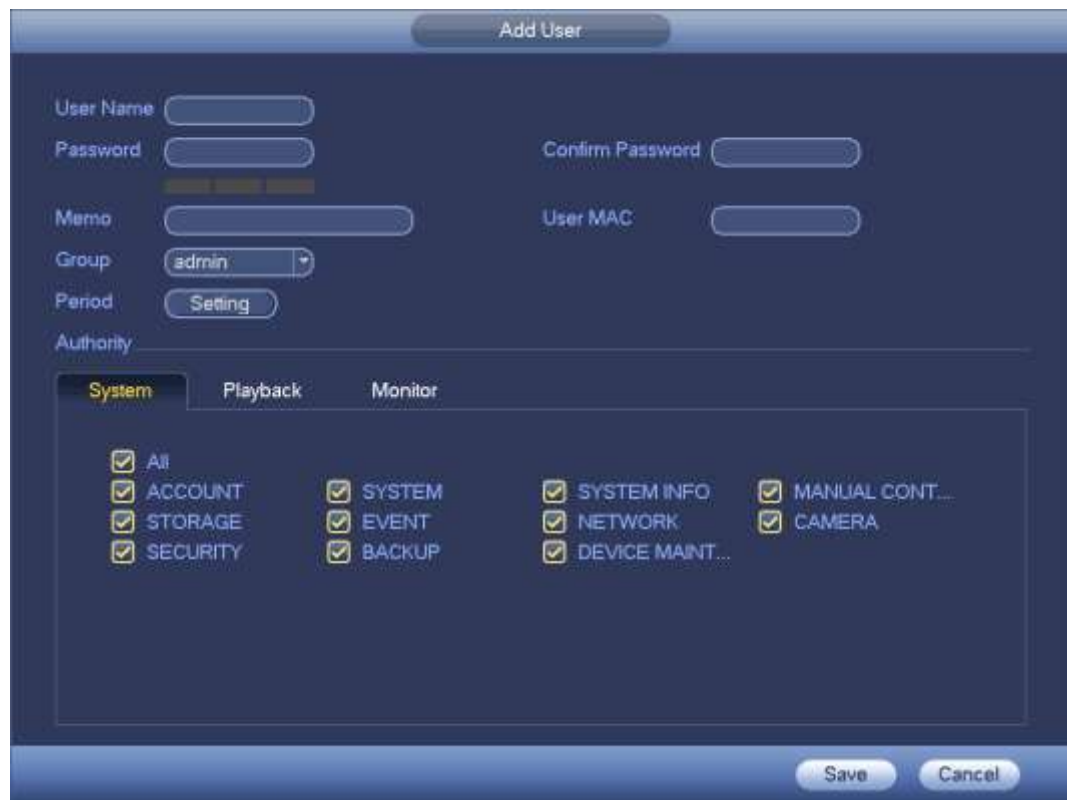 Add User
User Name
Password Confirm Password
Memo User MAC
Group admin
Period Setting
Authority
System Playback Monitor
All
ACCOUNT SYSTEM SYSTEM INFO MANUAL CONT...
STORAGE EVENT NETWORK CAMERA
SECURITY BACKUP DEVICE MAINT...
Save Cancel